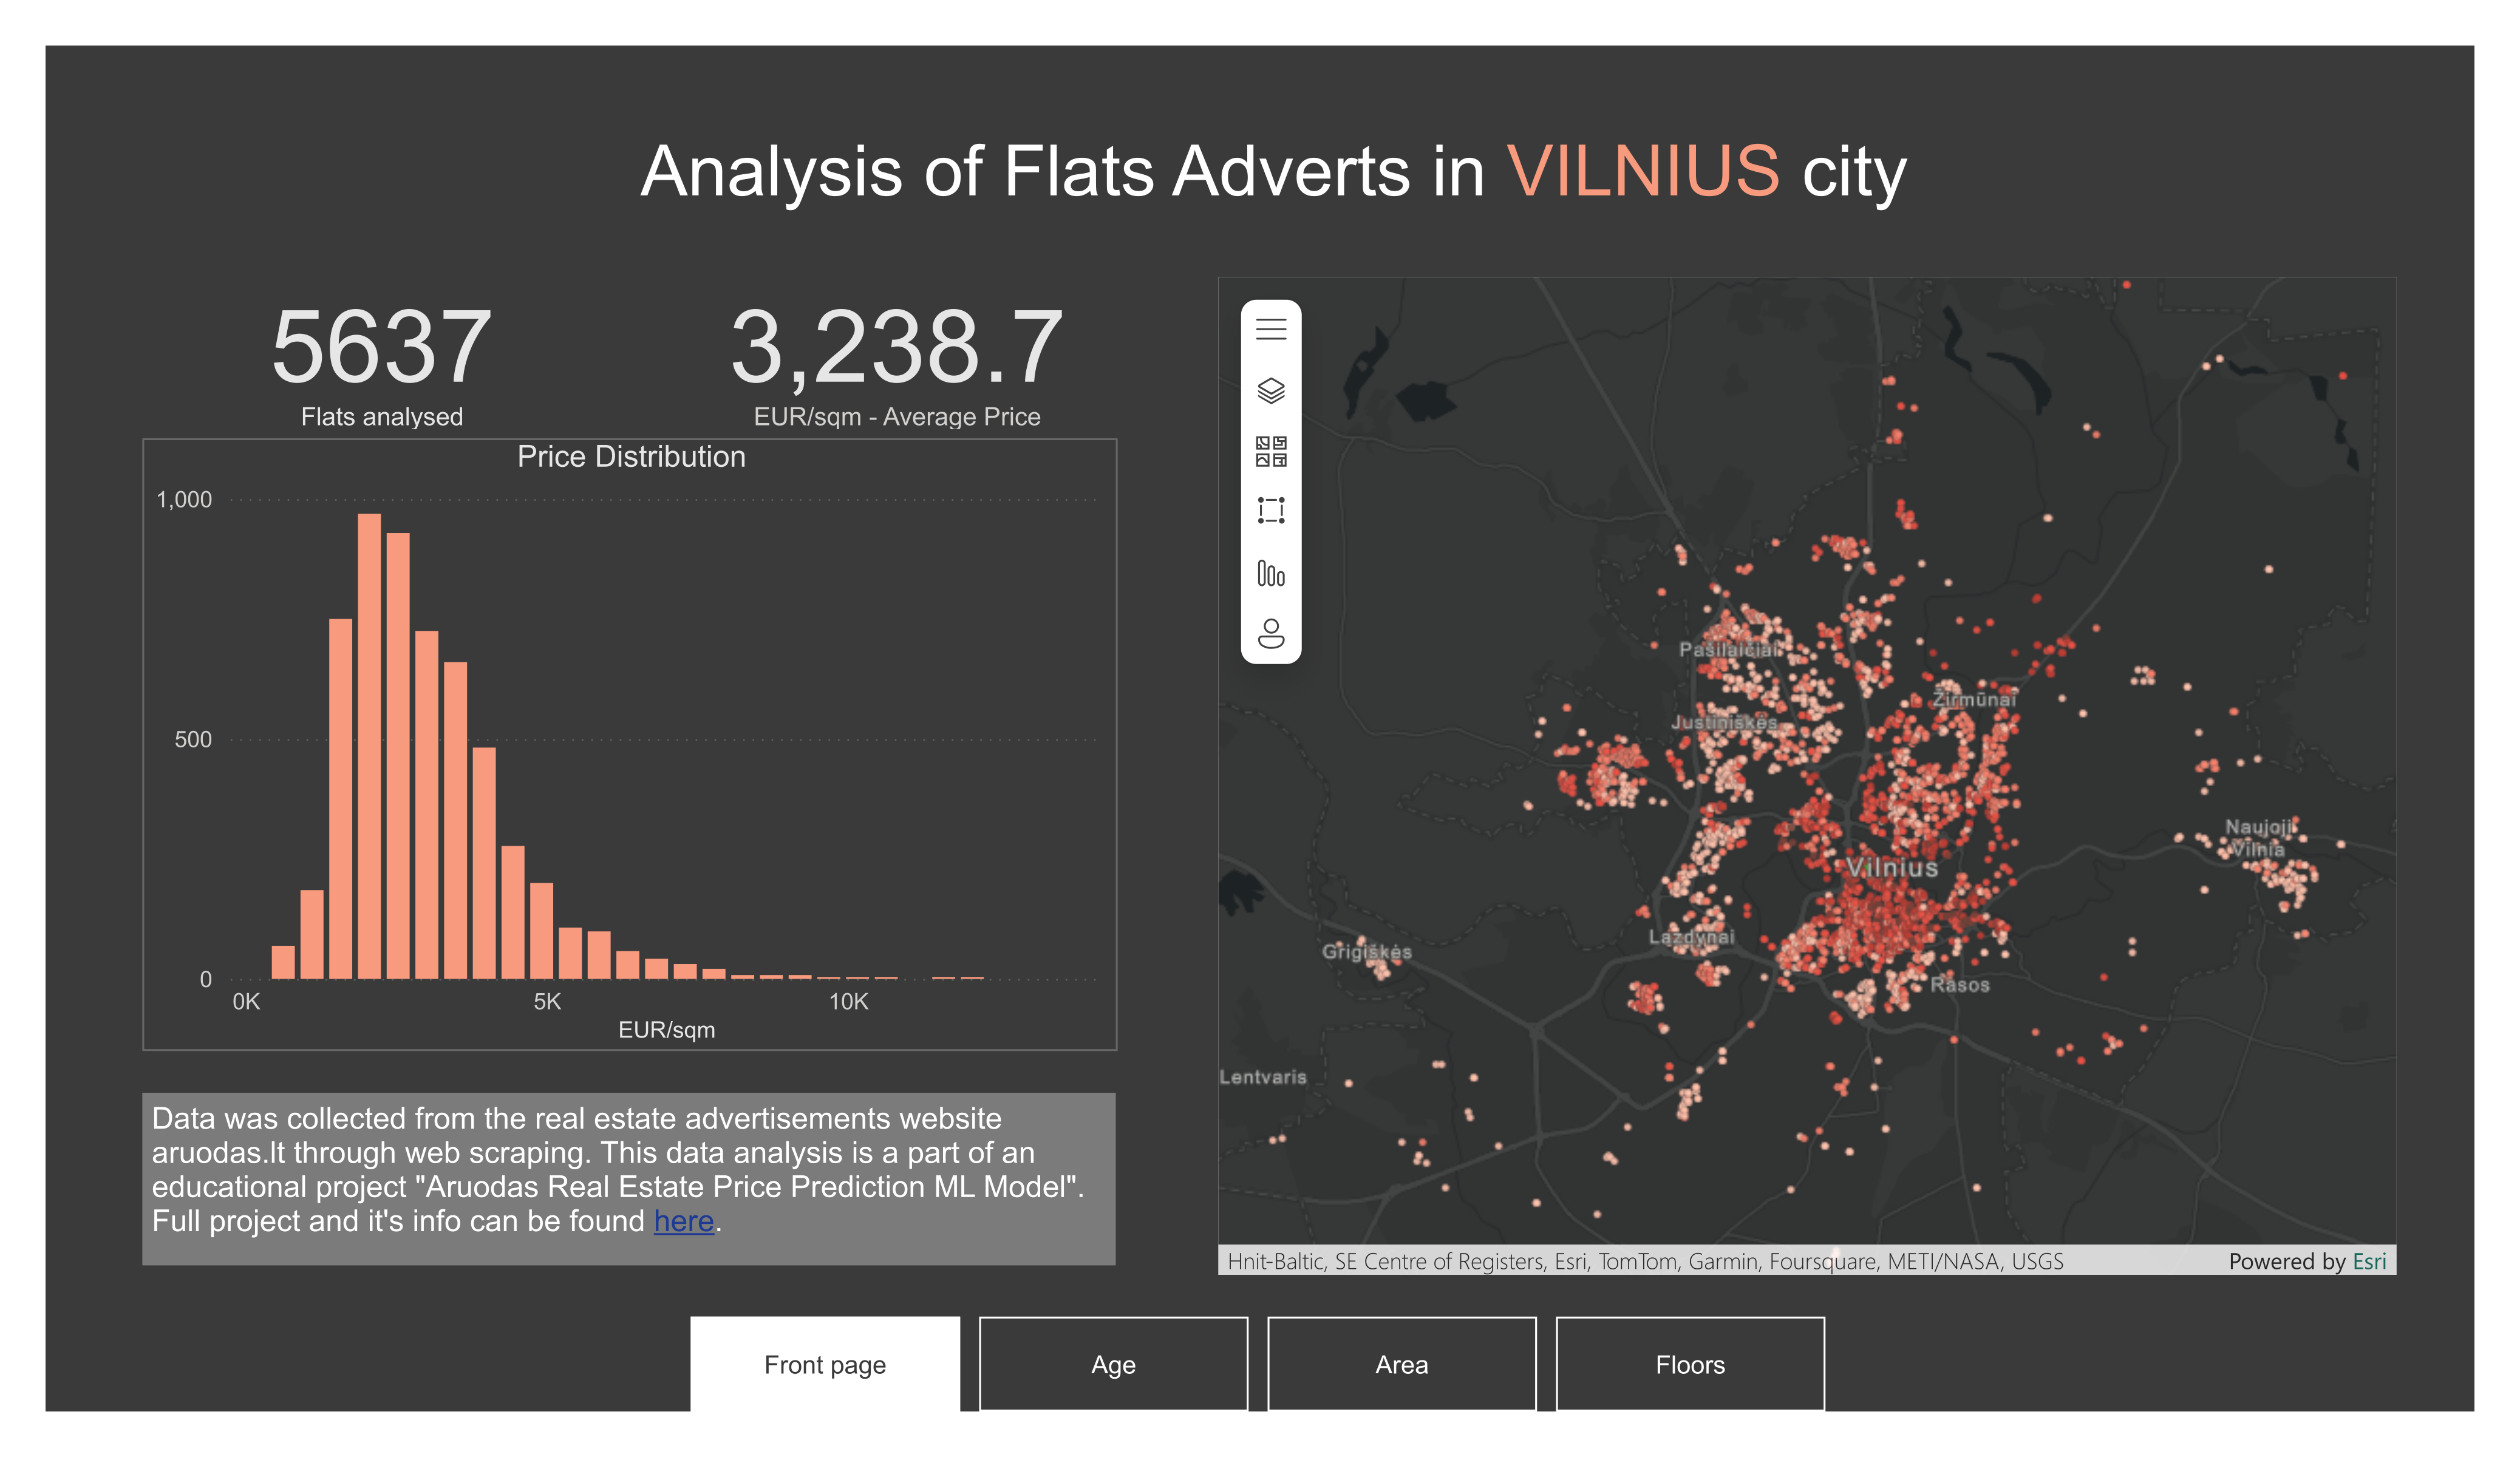 Analysis of Flats Adverts in VILNIUS city
5637
Flats analysed
3,238.7
EUR/sqm - Average Price
Price Distribution
1,000
500
0
0K
5K
10K
EUR/sqm
Data was collected from the real estate advertisements website
aruodas.lt through web scraping. This data analysis is a part of an
educational project "Aruodas Real Estate Price Prediction ML Model".
Full project and it's info can be found here.
Pašilaičiai
Žirmūnai
Justiniškės
Naujoji
Vilnia
Vilnius
Lazdynai
Grigiškės
Rasos
Lentvaris
Hnit-Baltic, SE Centre of Registers, Esri, TomTom, Garmin, Foursquare, METI/NASA, USGS
Powered by Esri
Front page
Age
Area
Floors